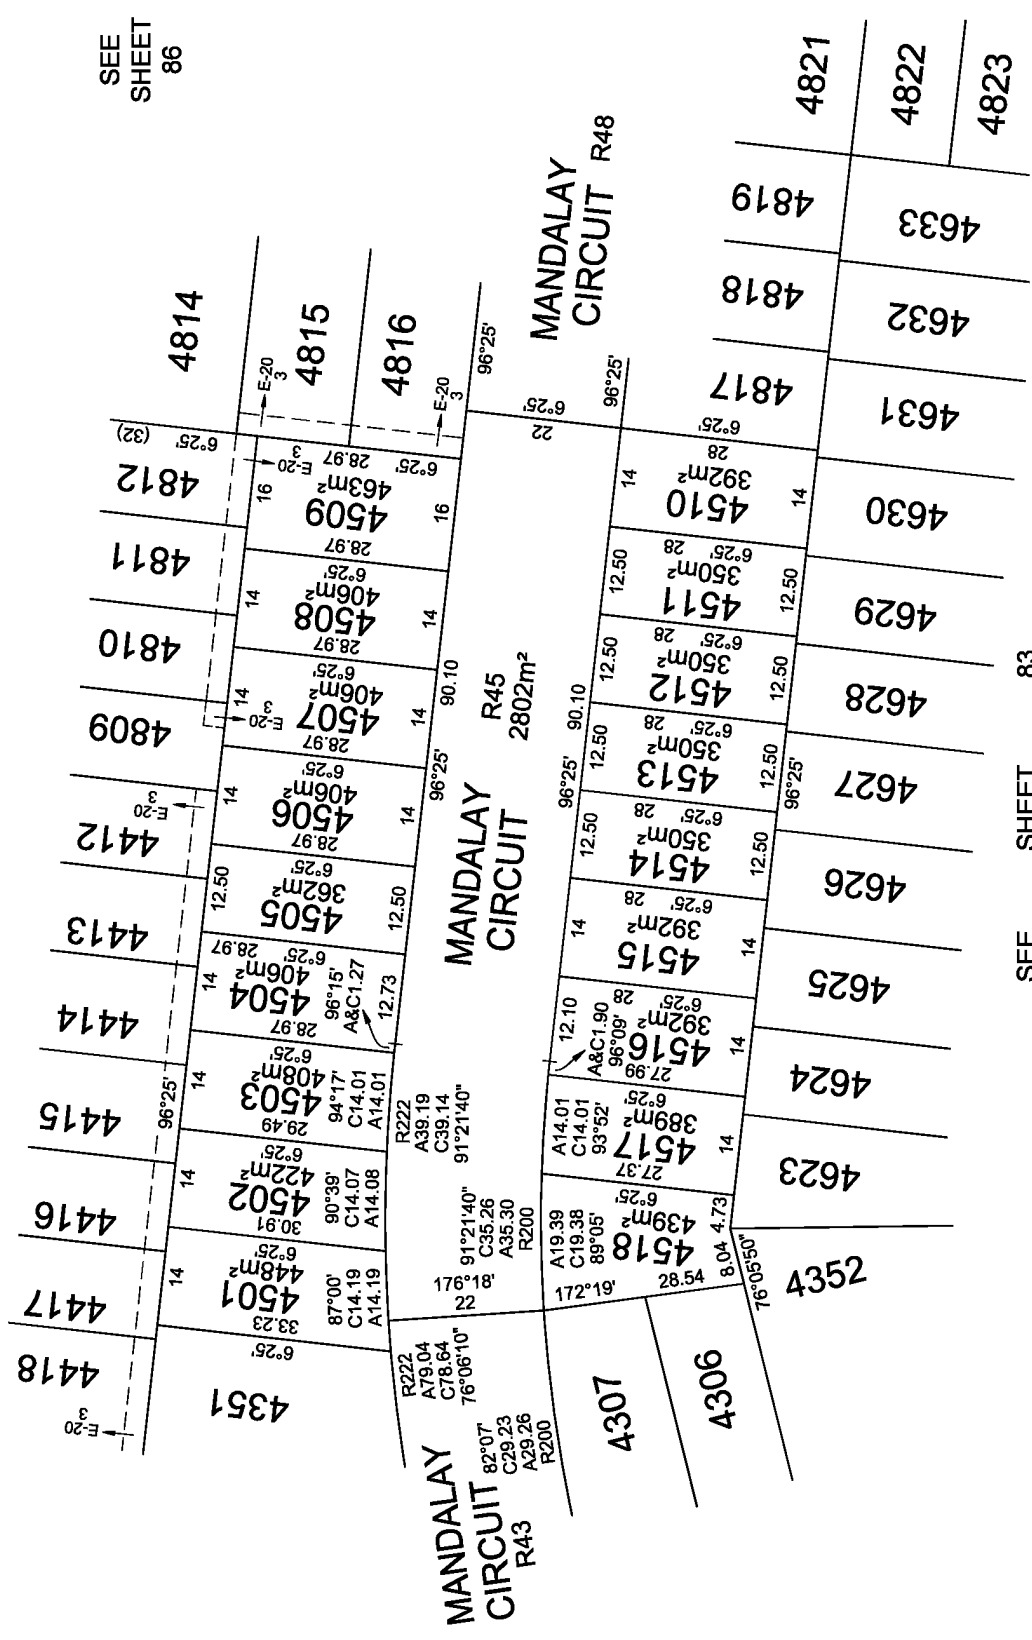 SEE
SHEET
86
4821
4822
4823
4819
4818
4817
4633
4632
4631
4630
4629
4628
4627
4626
4625
4624
4623
4352
4306
4307
4351
4418
4417
4416
4415
4414
4413
4412
4809
4810
4811
4812
4814
4815
4816
MANDALAY
CIRCUIT R48
96°25'
96°25'
6°25'
22
6°25'
(32)
6°25'
E-20
3
E-20
3
E-20
3
E-20
3
E-20
3
E-20
3
96°25'
4509
463m²
28.97
6°25'
16
16
28.97
6°25'
4508
406m²
14
14
28.97
6°25'
4507
406m²
14
14
28.97
6°25'
4506
406m²
14
14
28.97
6°25'
4505
362m²
12.50
12.50
28.97
6°25'
4504
406m²
14
96°15'
A&C1.27
12.73
28.97
6°25'
4503
408m²
14
94°17'
C14.01
A14.01
29.49
6°25'
4502
422m²
14
90°39'
C14.07
A14.08
30.91
6°25'
4501
448m²
14
87°00'
C14.19
A14.19
33.23
6°25'
R45
2802m²
90.10
96°25'
90.10
96°25'
MANDALAY
CIRCUIT
R222
A39.19
C39.14
91°21'40"
91°21'40"
C35.26
A35.30
R200
176°18'
22
R222
A79.04
C78.64
76°06'10"
82°07'
C29.23
A29.26
R200
MANDALAY
CIRCUIT
R43
6°25'
28
4510
392m²
14
14
28
6°25'
4511
350m²
12.50
12.50
28
6°25'
4512
350m²
12.50
12.50
28
6°25'
4513
350m²
12.50
12.50
96°25'
28
6°25'
4514
350m²
12.50
12.50
28
6°25'
4515
392m²
14
14
28
6°25'
4516
392m²
12.10
A&C1.90
96°09'
14
27.99
6°25'
4517
389m²
A14.01
C14.01
93°52'
14
27.37
6°25'
4518
439m²
A19.39
C19.38
89°05'
4.73
8.04
76°05'50"
172°19'
28.54
SEE SHEET 83